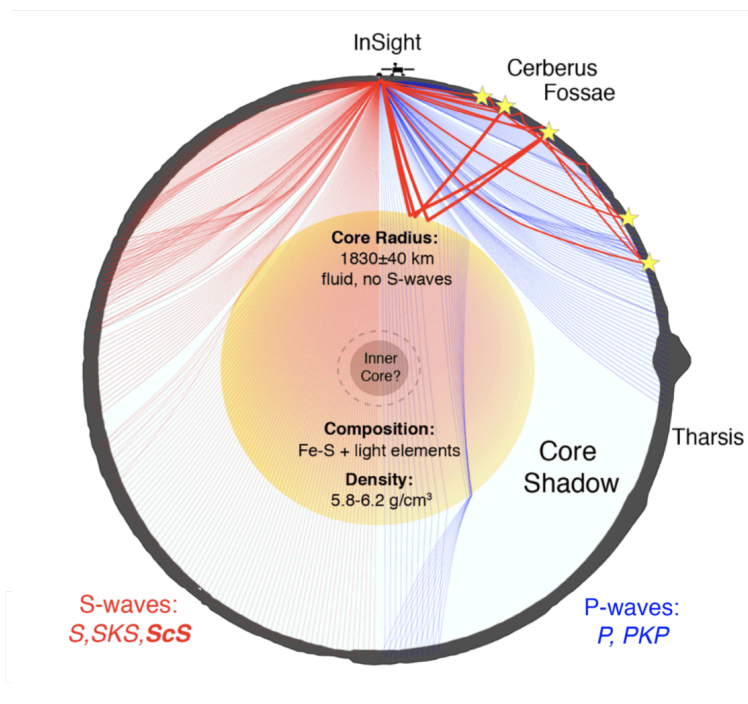 InSight
Cerberus
Fossae
Core Radius:
1830±40 km
fluid, no S-waves
Inner
Core?
Composition:
Fe-S + light elements
Density:
5.8-6.2 g/cm³
Core
Shadow
Tharsis
S-waves:
S,SKS,ScS
P-waves:
P, PKP